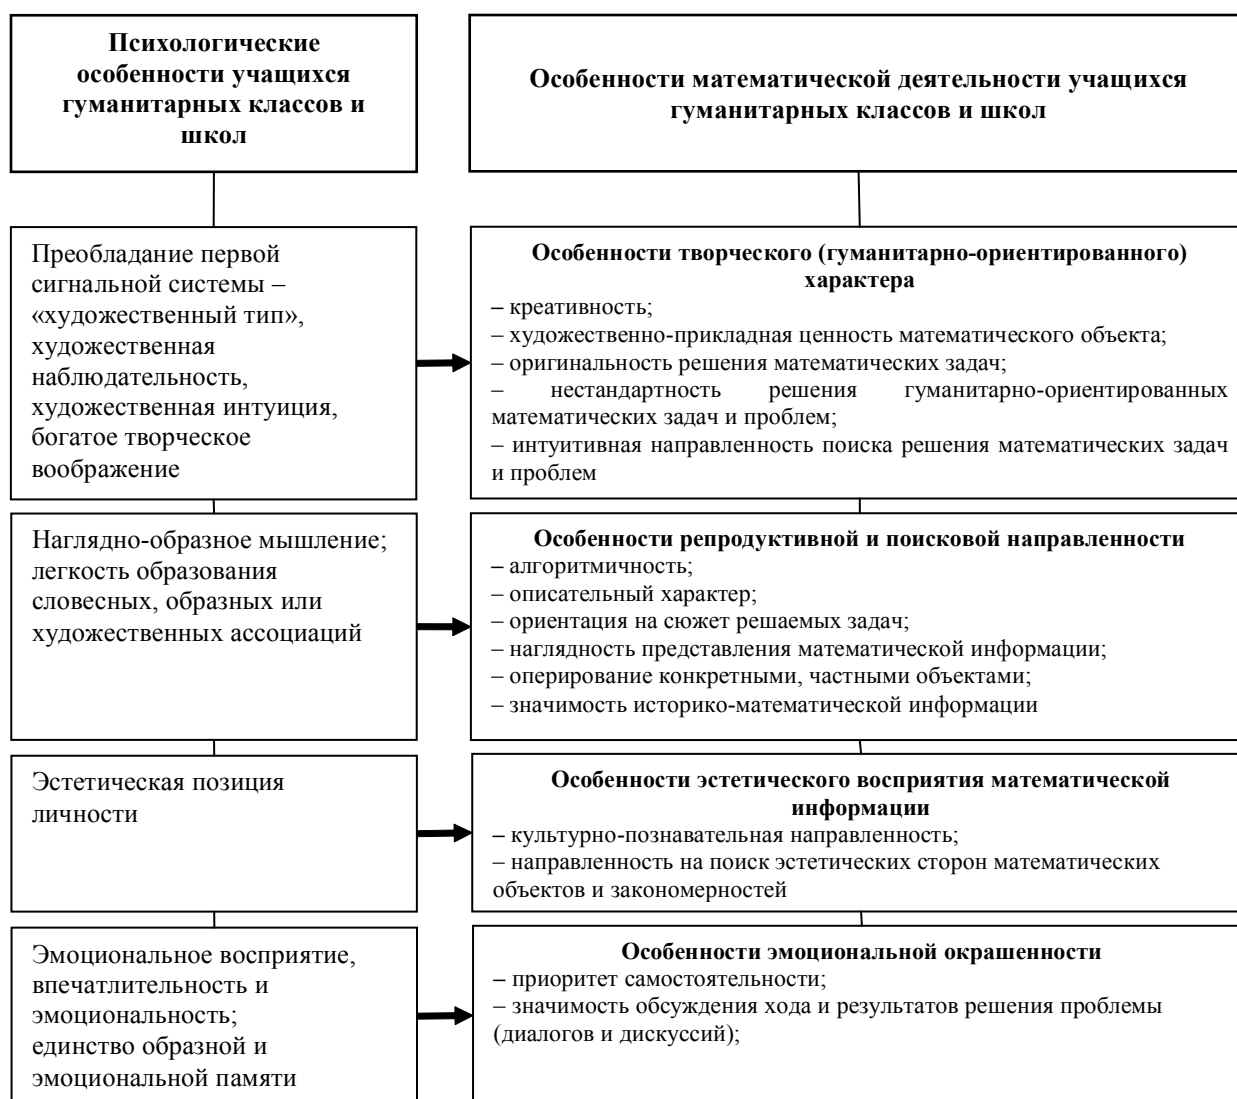 Психологические
особенности учащихся
гуманитарных классов и
школ
Особенности математической деятельности учащихся
гуманитарных классов и школ
Преобладание первой
сигнальной системы –
«художественный тип»,
художественная
наблюдательность,
художественная интуиция,
богатое творческое
воображение
Особенности творческого (гуманитарно-ориентированного)
характера
– креативность;
– художественно-прикладная ценность математического объекта;
– оригинальность решения математических задач;
– нестандартность решения гуманитарно-ориентированных
математических задач и проблем;
– интуитивная направленность поиска решения математических задач
и проблем
Наглядно-образное мышление;
легкость образования
словесных, образных или
художественных ассоциаций
Особенности репродуктивной и поисковой направленности
– алгоритмичность;
– описательный характер;
– ориентация на сюжет решаемых задач;
– наглядность представления математической информации;
– оперирование конкретными, частными объектами;
– значимость историко-математической информации
Эстетическая позиция
личности
Особенности эстетического восприятия математической
информации
– культурно-познавательная направленность;
– направленность на поиск эстетических сторон математических
объектов и закономерностей
Эмоциональное восприятие,
впечатлительность и
эмоциональность;
единство образной и
эмоциональной памяти
Особенности эмоциональной окрашенности
– приоритет самостоятельности;
– значимость обсуждения хода и результатов решения проблемы
(диалогов и дискуссий);